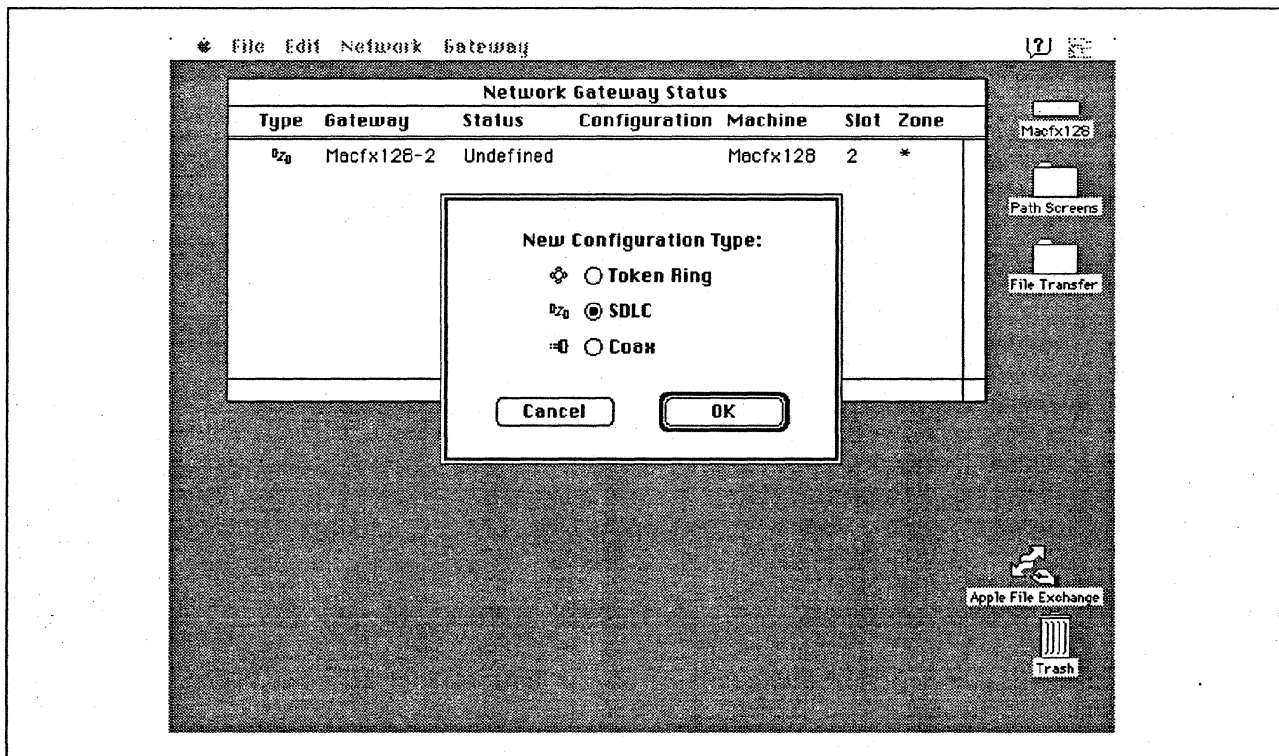 File Edit Network Gateway
Network Gateway Status
Type Gateway Status Configuration Machine Slot Zone
Macfx128-2 Undefined Macfx128 2 *
New Configuration Type:
Token Ring
SDLC
Coax
Cancel OK
Macfx128
Path Screens
File Transfer
Apple File Exchange
Trash